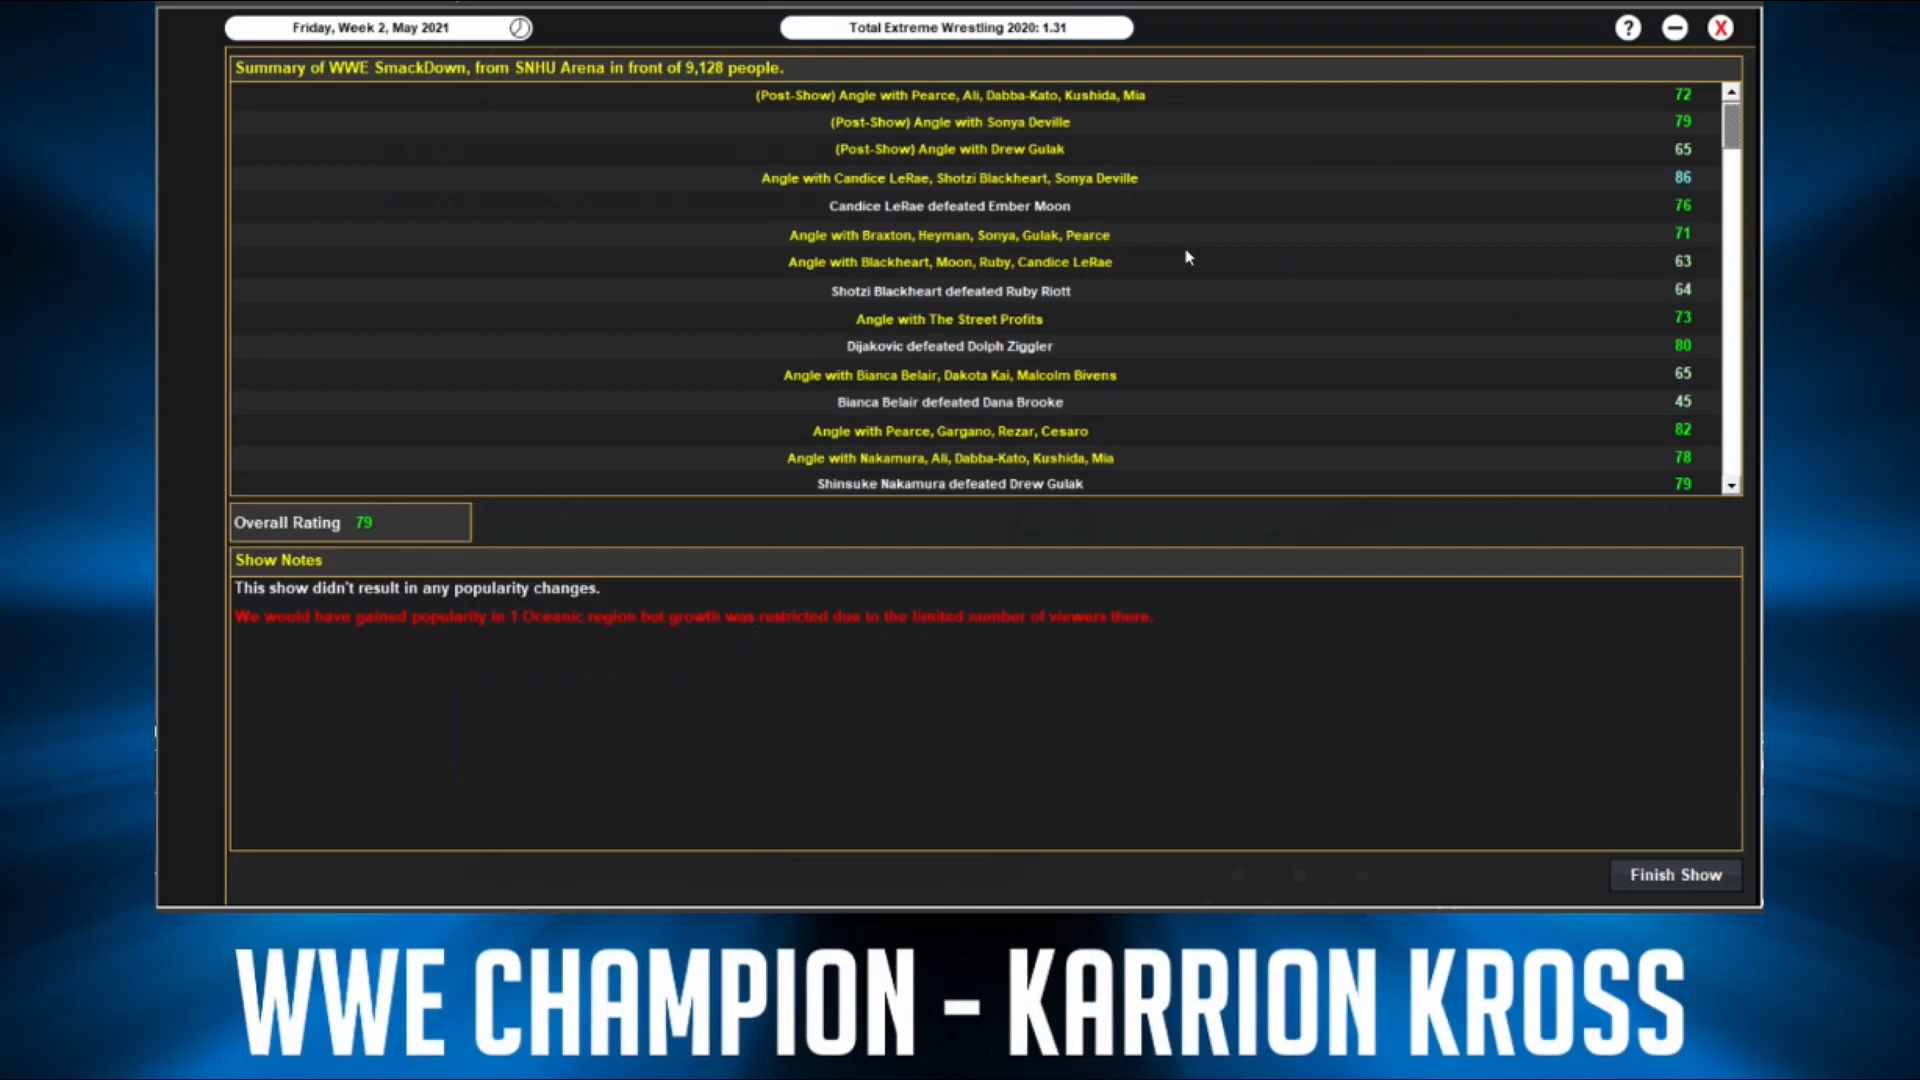 Friday, Week 2, May 2021
Total Extreme Wrestling 2020: 1.31
?
X
Summary of WWE SmackDown, from SNHU Arena in front of 9,128 people.
(Post-Show) Angle with Pearce, Ali, Dabba-Kato, Kushida, Mia 72
(Post-Show) Angle with Sonya Deville 79
(Post-Show) Angle with Drew Gulak 65
Angle with Candice LeRae, Shotzi Blackheart, Sonya Deville 86
Candice LeRae defeated Ember Moon 76
Angle with Braxton, Heyman, Sonya, Gulak, Pearce 71
Angle with Blackheart, Moon, Ruby, Candice LeRae 63
Shotzi Blackheart defeated Ruby Riott 64
Angle with The Street Profits 73
Dijakovic defeated Dolph Ziggler 80
Angle with Bianca Belair, Dakota Kai, Malcolm Bivens 65
Bianca Belair defeated Dana Brooke 45
Angle with Pearce, Gargano, Rezar, Cesaro 82
Angle with Nakamura, Ali, Dabba-Kato, Kushida, Mia 78
Shinsuke Nakamura defeated Drew Gulak 79
Overall Rating 79
Show Notes
This show didn't result in any popularity changes.
We would have gained popularity in 1 Oceanic region but growth was restricted due to the limited number of viewers there.
Finish Show
WWE CHAMPION - KARRION KROSS